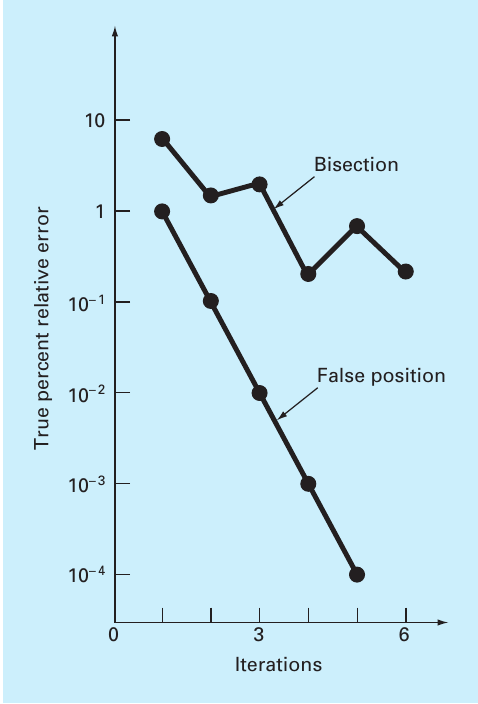 10
Bisection
1
True percent relative error
10⁻¹
False position
10⁻²
10⁻³
10⁻⁴
0
3
6
Iterations